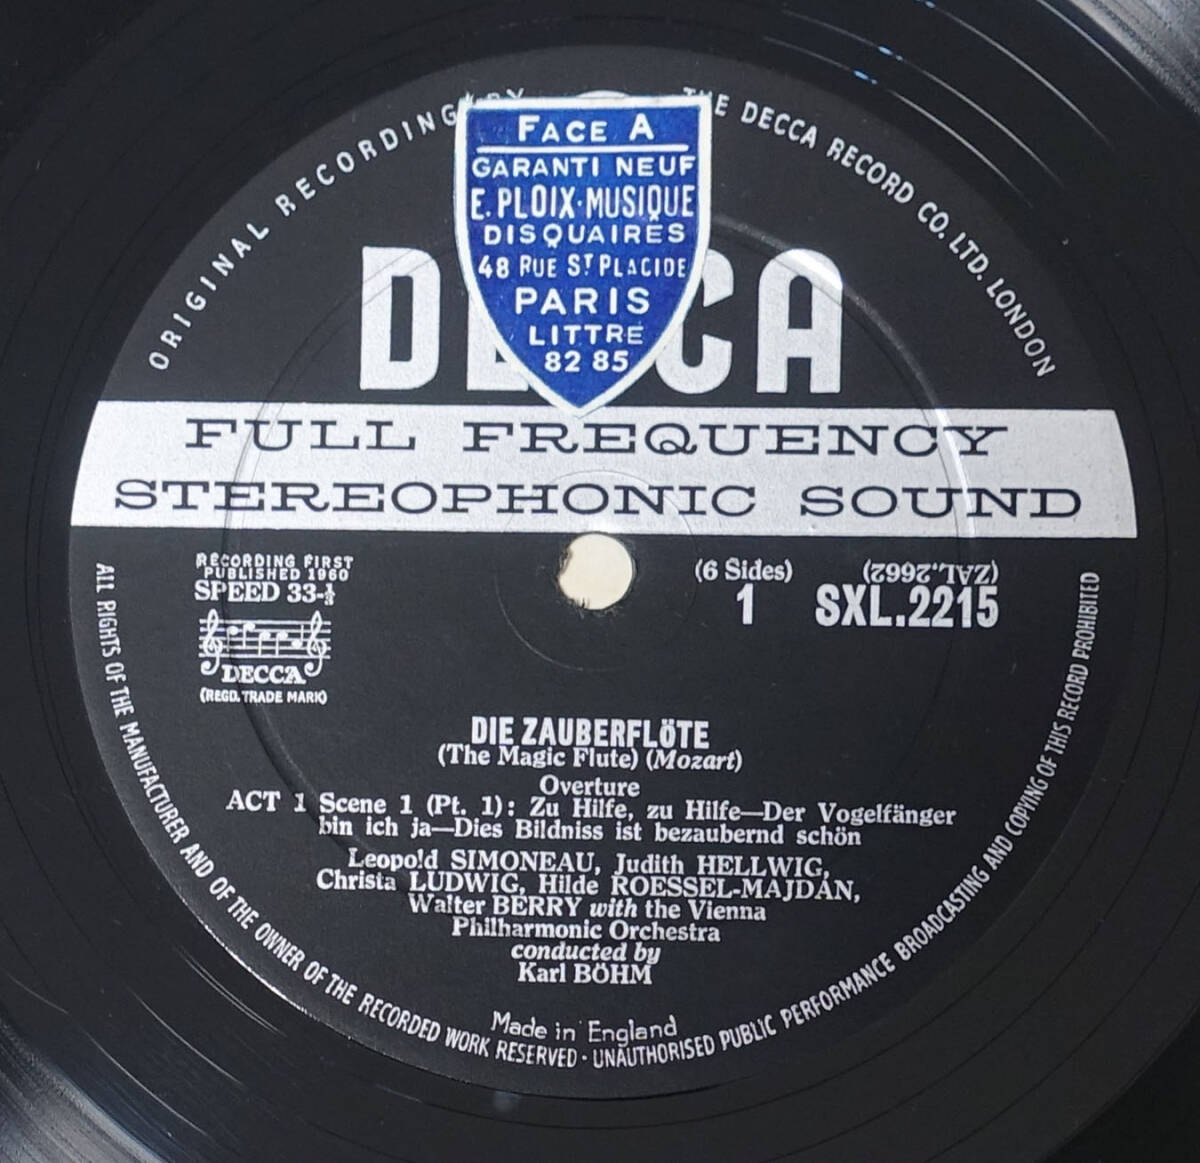 ORIGINAL RECORDING BY THE DECCA RECORD CO. LTD. LONDON
FACE A
GARANTI NEUF
E. PLOIX·MUSIQUE
DISQUAIRES
48 RUE ST PLACIDE
PARIS
LITTRÉ
82 85
DECCA
FULL FREQUENCY
STEREOPHONIC SOUND
RECORDING FIRST
PUBLISHED 1960
SPEED 33-⅓
DECCA
(REGD. TRADE MARK)
(6 Sides)
1
(ZAL.2662)
SXL.2215
DIE ZAUBERFLÖTE
(The Magic Flute) (Mozart)
Overture
ACT 1 Scene 1 (Pt. 1): Zu Hilfe, zu Hilfe—Der Vogelfänger
bin ich ja—Dies Bildniss ist bezaubernd schön
Leopold SIMONEAU, Judith HELLWIG,
Christa LUDWIG, Hilde ROESSEL-MAJDAN,
Walter BERRY with the Vienna
Philharmonic Orchestra
conducted by
Karl BÖHM
Made in England
ALL RIGHTS OF THE MANUFACTURER AND OF THE OWNER OF THE RECORDED WORK RESERVED · UNAUTHORISED PUBLIC PERFORMANCE BROADCASTING AND COPYING OF THIS RECORD PROHIBITED